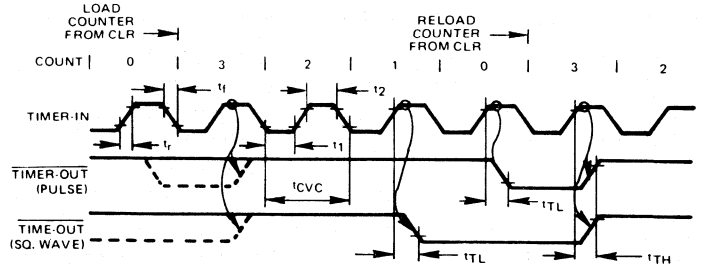 LOAD
COUNTER
FROM CLR
RELOAD
COUNTER
FROM CLR
COUNT | 0 | 3 | 2 | 1 | 0 | 3 | 2
tf
t2
TIMER-IN
tr
t1
TIMER-OUT
(PULSE)
tCVC
tTL
TIME-OUT
(SQ. WAVE)
tTL
tTH